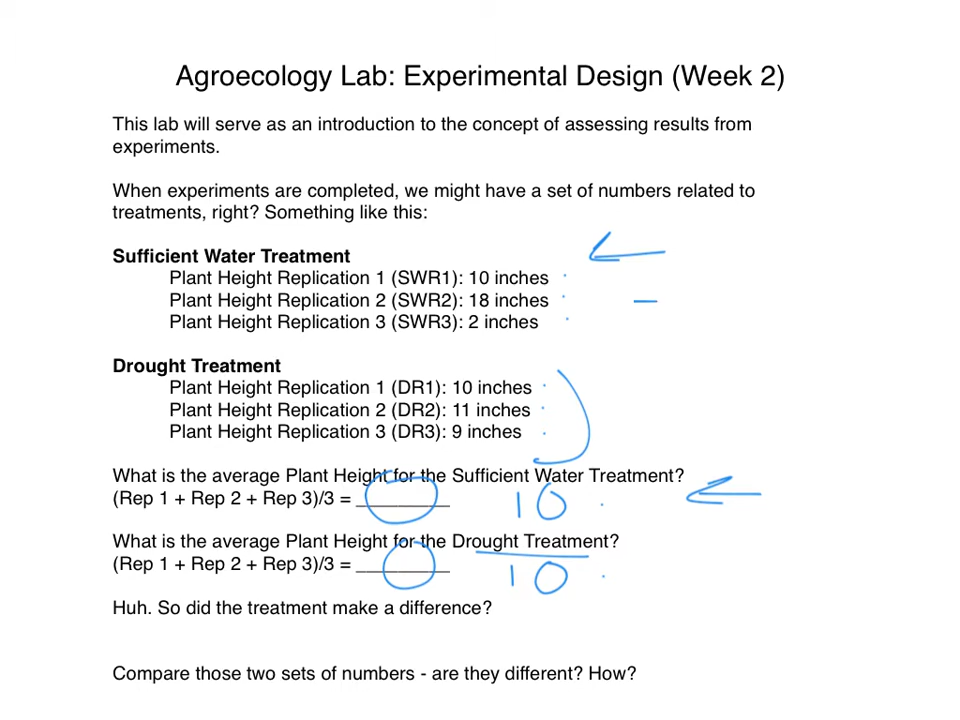 Agroecology Lab: Experimental Design (Week 2)
This lab will serve as an introduction to the concept of assessing results from
experiments.
When experiments are completed, we might have a set of numbers related to
treatments, right? Something like this:
Sufficient Water Treatment
Plant Height Replication 1 (SWR1): 10 inches
Plant Height Replication 2 (SWR2): 18 inches
Plant Height Replication 3 (SWR3): 2 inches
Drought Treatment
Plant Height Replication 1 (DR1): 10 inches
Plant Height Replication 2 (DR2): 11 inches
Plant Height Replication 3 (DR3): 9 inches
What is the average Plant Height for the Sufficient Water Treatment?
(Rep 1 + Rep 2 + Rep 3)/3 = _________ 10
What is the average Plant Height for the Drought Treatment?
(Rep 1 + Rep 2 + Rep 3)/3 = _________ 10
Huh. So did the treatment make a difference?
Compare those two sets of numbers - are they different? How?